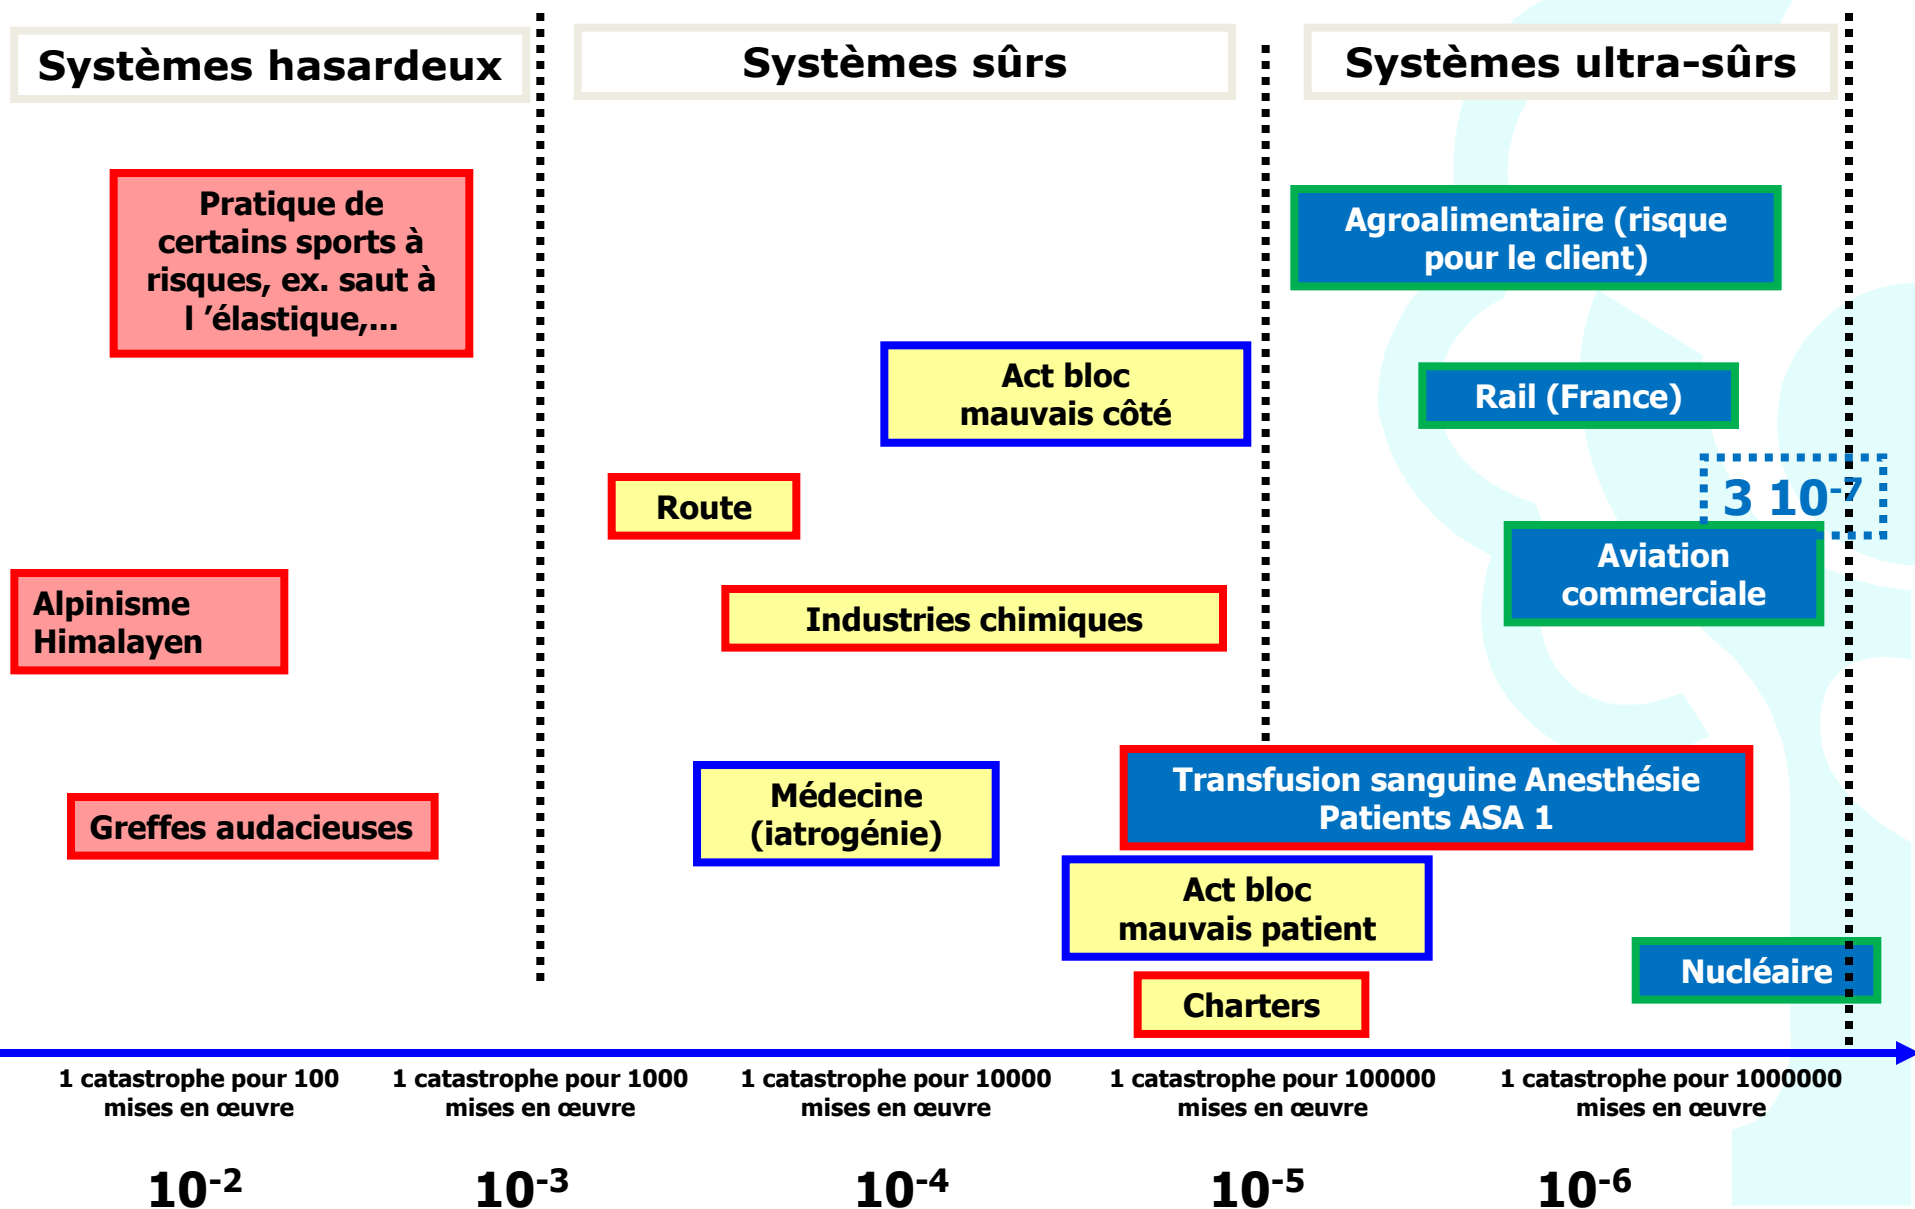 Systèmes hasardeux
Systèmes sûrs
Systèmes ultra-sûrs
Pratique de
certains sports à
risques, ex. saut à
l ’élastique,...
Agroalimentaire (risque
pour le client)
Act bloc
mauvais côté
Rail (France)
Route
3 10⁻⁷
Aviation
commerciale
Alpinisme
Himalayen
Industries chimiques
Greffes audacieuses
Médecine
(iatrogénie)
Transfusion sanguine Anesthésie
Patients ASA 1
Act bloc
mauvais patient
Nucléaire
Charters
1 catastrophe pour 100
mises en œuvre
1 catastrophe pour 1000
mises en œuvre
1 catastrophe pour 10000
mises en œuvre
1 catastrophe pour 100000
mises en œuvre
1 catastrophe pour 1000000
mises en œuvre
10⁻²
10⁻³
10⁻⁴
10⁻⁵
10⁻⁶